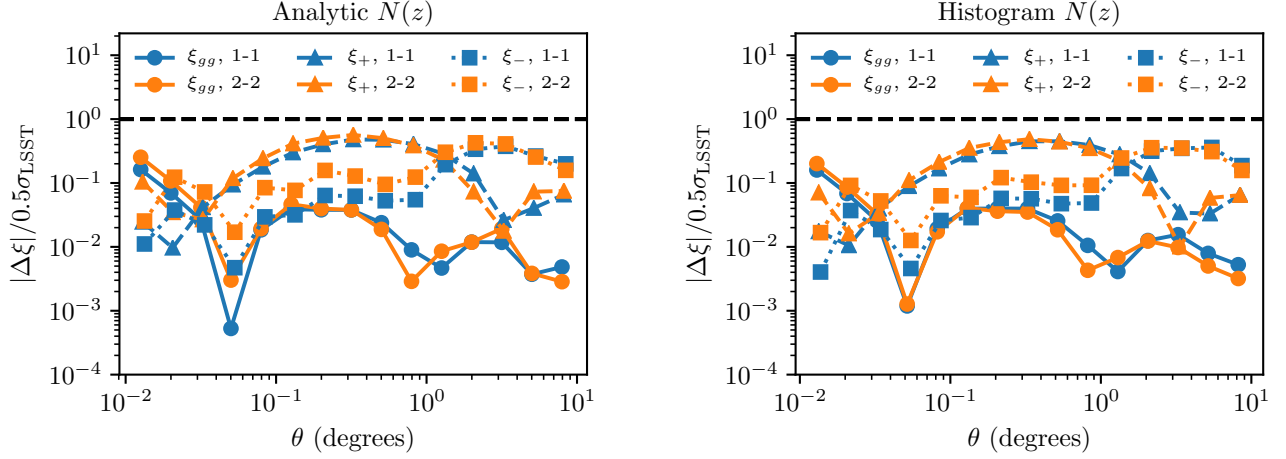 Analytic N(z)
ξgg, 1-1
ξ+, 1-1
ξ−, 1-1
ξgg, 2-2
ξ+, 2-2
ξ−, 2-2
10^1
10^0
10^−1
10^−2
10^−3
10^−4
|Δξ|/0.5σLSST
10^−2
10^−1
10^0
10^1
θ (degrees)
Histogram N(z)
ξgg, 1-1
ξ+, 1-1
ξ−, 1-1
ξgg, 2-2
ξ+, 2-2
ξ−, 2-2
10^1
10^0
10^−1
10^−2
10^−3
10^−4
|Δξ|/0.5σLSST
10^−2
10^−1
10^0
10^1
θ (degrees)